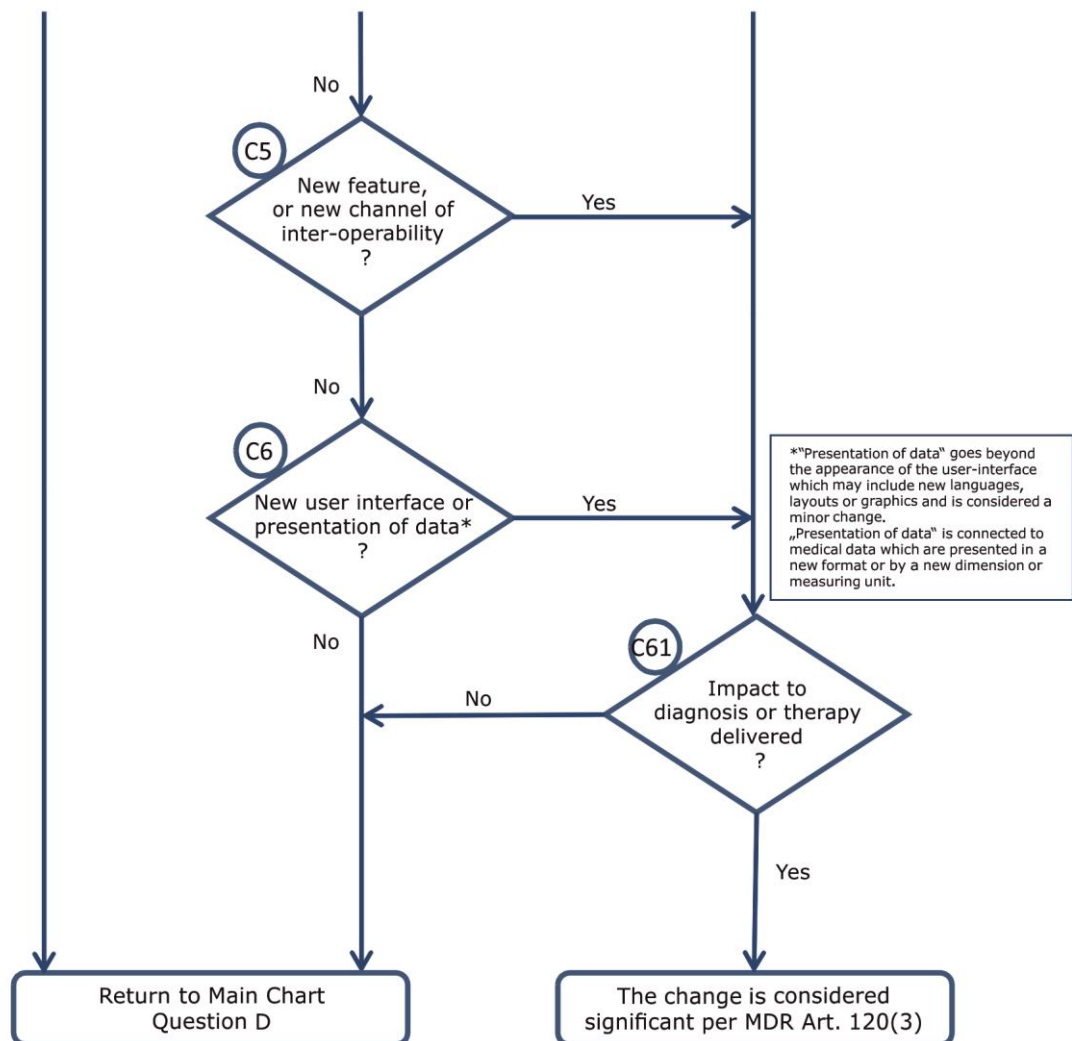 No
C5
New feature,
or new channel of
inter-operability
?
Yes
No
C6
New user interface or
presentation of data*
?
Yes
*"Presentation of data“ goes beyond
the appearance of the user-interface
which may include new languages,
layouts or graphics and is considered a
minor change.
„Presentation of data“ is connected to
medical data which are presented in a
new format or by a new dimension or
measuring unit.
No
C61
Impact to
diagnosis or therapy
delivered
?
No
Yes
Return to Main Chart
Question D
The change is considered
significant per MDR Art. 120(3)